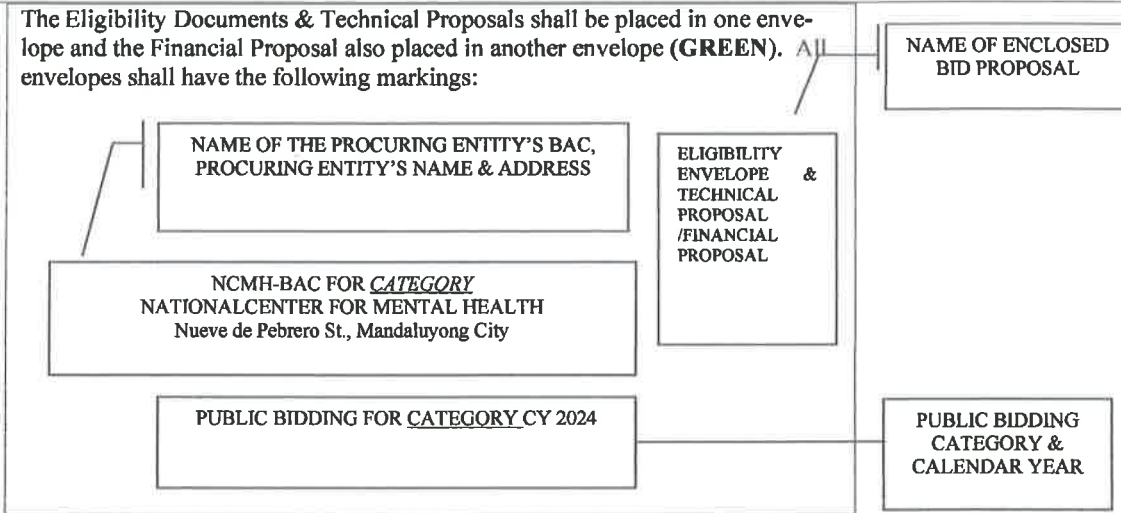 The Eligibility Documents & Technical Proposals shall be placed in one enve-
lope and the Financial Proposal also placed in another envelope (GREEN). All
envelopes shall have the following markings:
NAME OF ENCLOSED
BID PROPOSAL
NAME OF THE PROCURING ENTITY'S BAC,
PROCURING ENTITY'S NAME & ADDRESS
ELIGIBILITY
ENVELOPE &
TECHNICAL
PROPOSAL
/FINANCIAL
PROPOSAL
NCMH-BAC FOR CATEGORY
NATIONALCENTER FOR MENTAL HEALTH
Nueve de Pebrero St., Mandaluyong City
PUBLIC BIDDING FOR CATEGORY CY 2024
PUBLIC BIDDING
CATEGORY &
CALENDAR YEAR